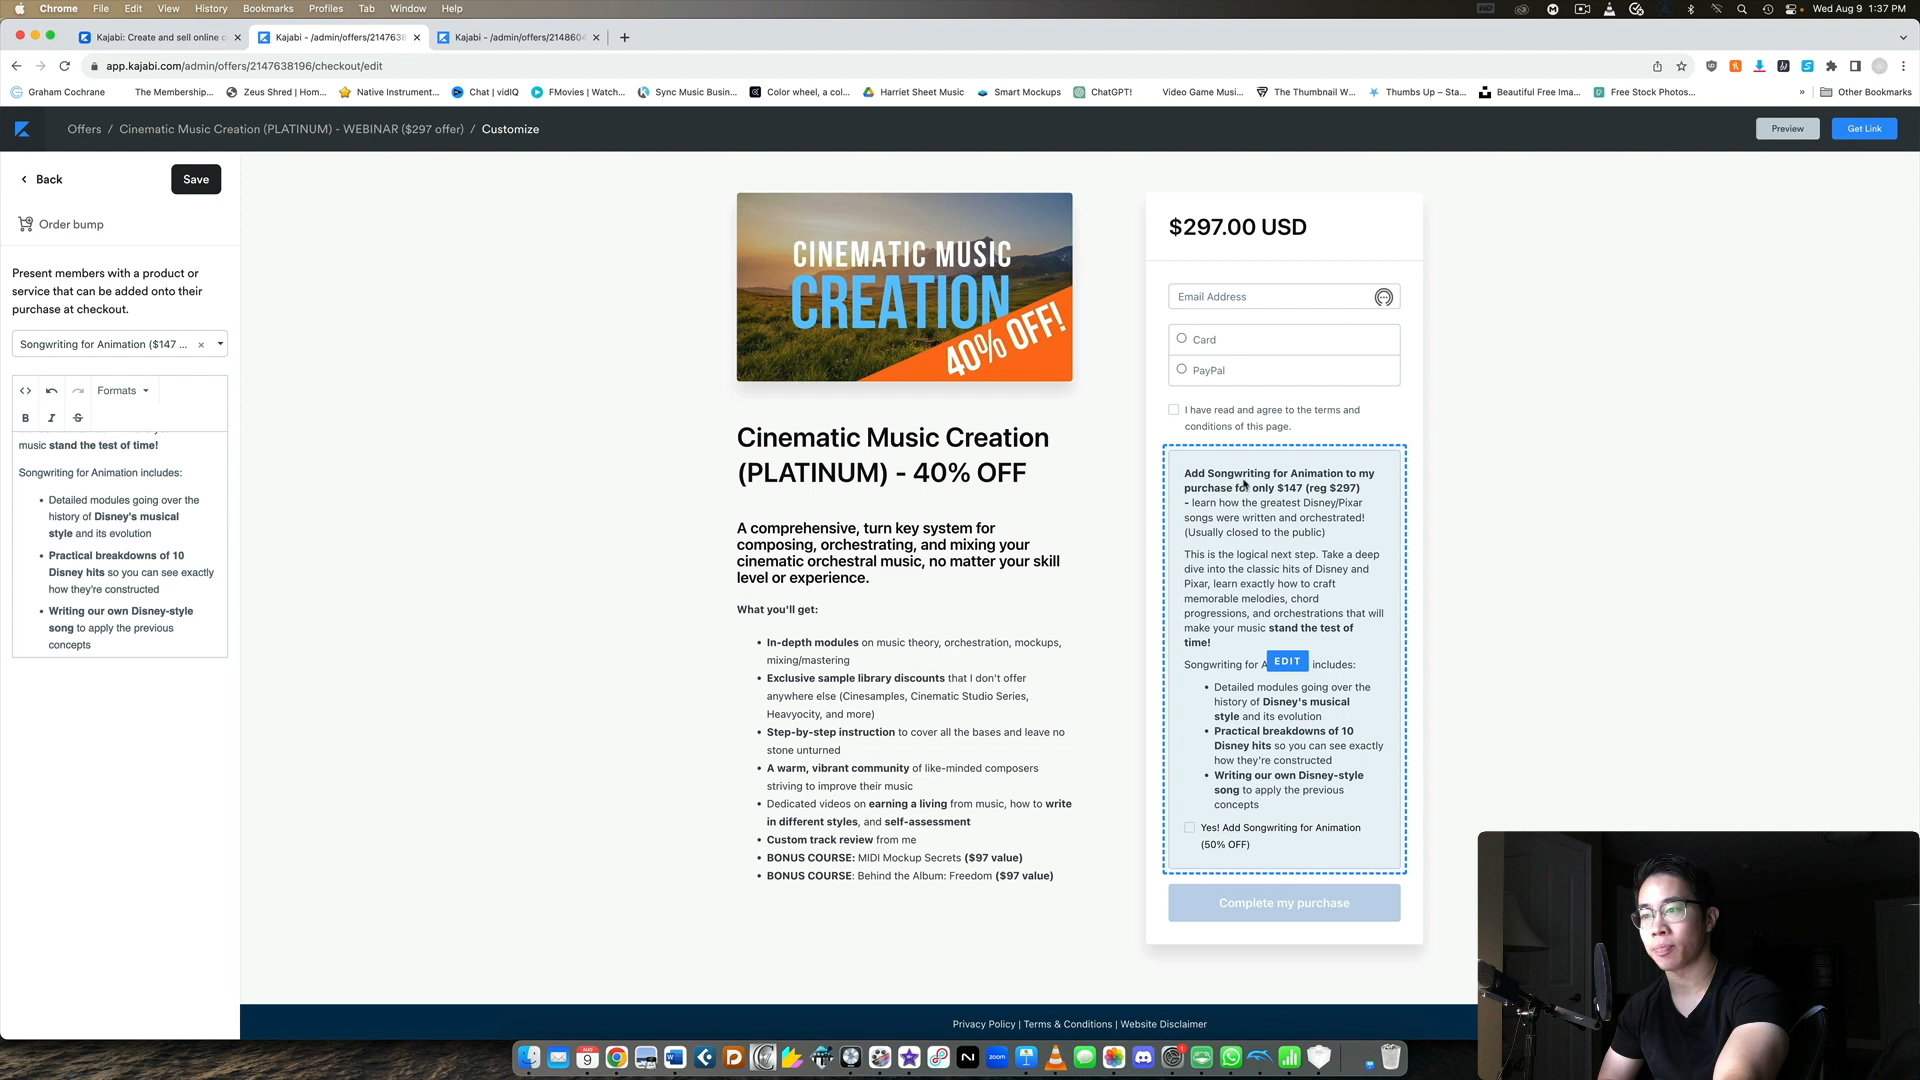 Chrome File Edit View History Bookmarks Profiles Tab Window Help
Wed Aug 9 1:37 PM
Kajabi: Create and sell online c
Kajabi - /admin/offers/2147638
Kajabi - /admin/offers/2148604
app.kajabi.com/admin/offers/2147638196/checkout/edit
Graham Cochrane The Membership... Zeus Shred | Hom... Native Instrument... Chat | vidIQ FMovies | Watch... Sync Music Busin... Color wheel, a col... Harriet Sheet Music Smart Mockups ChatGPT! Video Game Musi... The Thumbnail W... Thumbs Up – Sta... Beautiful Free Ima... Free Stock Photos... » Other Bookmarks
Offers / Cinematic Music Creation (PLATINUM) - WEBINAR ($297 offer) / Customize
Preview
Get Link
Back
Save
Order bump
Present members with a product or
service that can be added onto their
purchase at checkout.
Songwriting for Animation ($147 ... ×
Formats
B I S
music stand the test of time!
Songwriting for Animation includes:
• Detailed modules going over the
history of Disney's musical
style and its evolution
• Practical breakdowns of 10
Disney hits so you can see exactly
how they're constructed
• Writing our own Disney-style
song to apply the previous
concepts
CINEMATIC MUSIC
CREATION
40% OFF!
Cinematic Music Creation
(PLATINUM) - 40% OFF
A comprehensive, turn key system for
composing, orchestrating, and mixing your
cinematic orchestral music, no matter your skill
level or experience.
What you'll get:
• In-depth modules on music theory, orchestration, mockups,
mixing/mastering
• Exclusive sample library discounts that I don't offer
anywhere else (Cinesamples, Cinematic Studio Series,
Heavyocity, and more)
• Step-by-step instruction to cover all the bases and leave no
stone unturned
• A warm, vibrant community of like-minded composers
striving to improve their music
• Dedicated videos on earning a living from music, how to write
in different styles, and self-assessment
• Custom track review from me
• BONUS COURSE: MIDI Mockup Secrets ($97 value)
• BONUS COURSE: Behind the Album: Freedom ($97 value)
$297.00 USD
Email Address
Card
PayPal
I have read and agree to the terms and
conditions of this page.
Add Songwriting for Animation to my
purchase for only $147 (reg $297)
- learn how the greatest Disney/Pixar
songs were written and orchestrated!
(Usually closed to the public)
This is the logical next step. Take a deep
dive into the classic hits of Disney and
Pixar, learn exactly how to craft
memorable melodies, chord
progressions, and orchestrations that will
make your music stand the test of
time!
Songwriting for A EDIT includes:
• Detailed modules going over the
history of Disney's musical
style and its evolution
• Practical breakdowns of 10
Disney hits so you can see exactly
how they're constructed
• Writing our own Disney-style
song to apply the previous
concepts
Yes! Add Songwriting for Animation
(50% OFF)
Complete my purchase
Privacy Policy | Terms & Conditions | Website Disclaimer
zoom